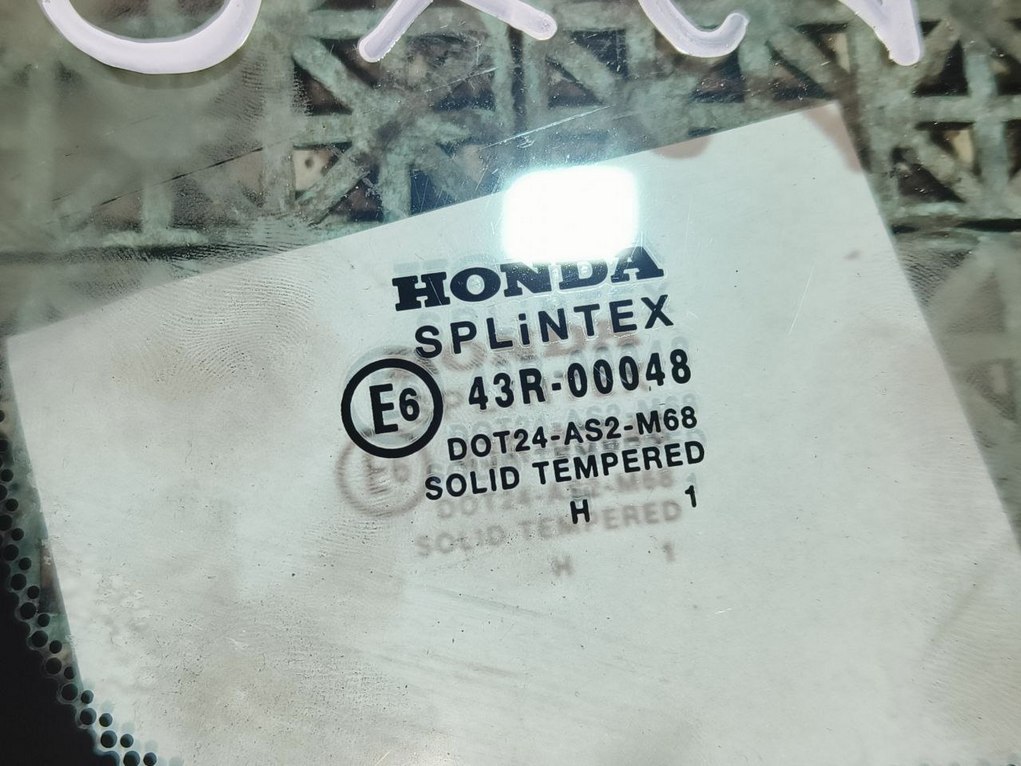 HONDA
SPLiNTEX
E6 43R-00048
DOT24-AS2-M68
SOLID TEMPERED
H 1